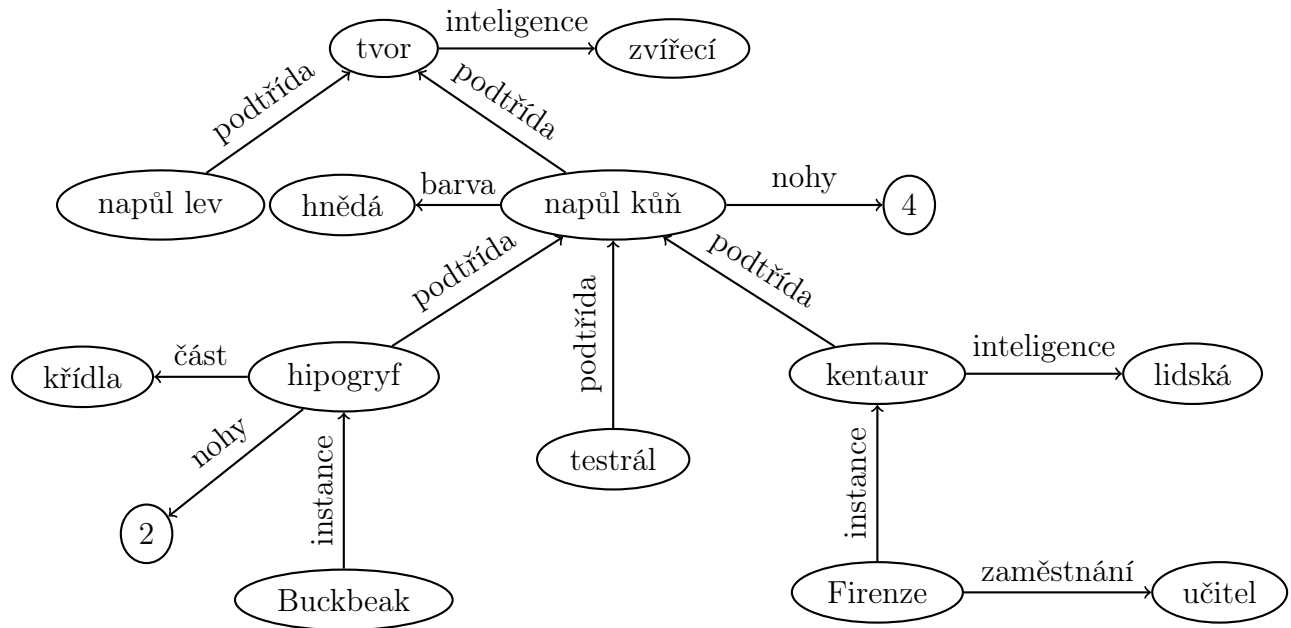 inteligence
tvor
zvířecí
podtřída
podtřída
napůl lev
hnědá
barva
napůl kůň
nohy
4
podtřída
podtřída
podtřída
křídla
část
hipogryf
kentaur
inteligence
lidská
nohy
instance
testrál
instance
2
Buckbeak
Firenze
zaměstnání
učitel